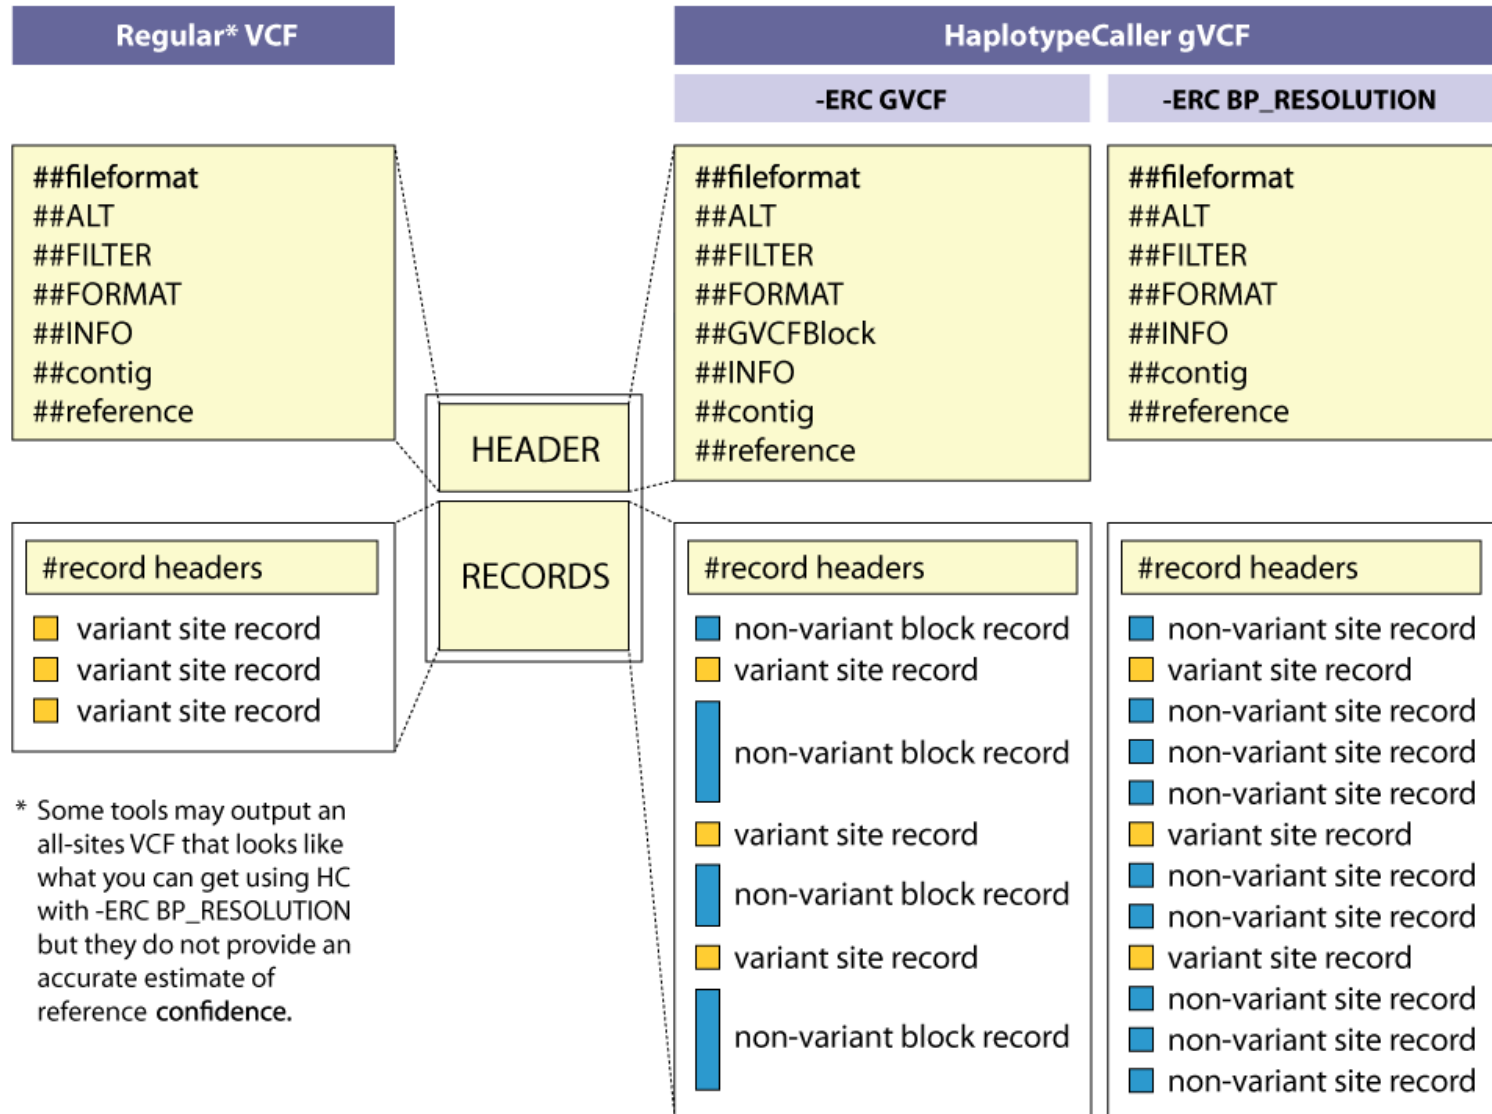 Regular* VCF
##fileformat
##ALT
##FILTER
##FORMAT
##INFO
##contig
##reference
#record headers
variant site record
variant site record
variant site record
* Some tools may output an
all-sites VCF that looks like
what you can get using HC
with -ERC BP_RESOLUTION
but they do not provide an
accurate estimate of
reference confidence.
HEADER
RECORDS
HaplotypeCaller gVCF
-ERC GVCF
##fileformat
##ALT
##FILTER
##FORMAT
##GVCFBlock
##INFO
##contig
##reference
#record headers
non-variant block record
variant site record
non-variant block record
variant site record
non-variant block record
variant site record
non-variant block record
-ERC BP_RESOLUTION
##fileformat
##ALT
##FILTER
##FORMAT
##INFO
##contig
##reference
#record headers
non-variant site record
variant site record
non-variant site record
non-variant site record
non-variant site record
variant site record
non-variant site record
non-variant site record
variant site record
non-variant site record
non-variant site record
non-variant site record